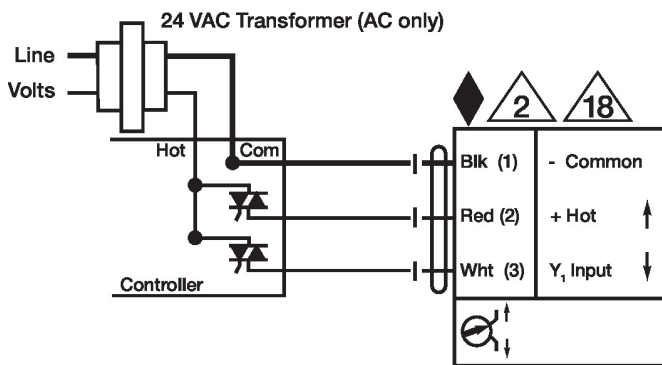 24 VAC Transformer (AC only)
Line
Volts
2
18
Hot
Com
Blk (1)
- Common
Red (2)
+ Hot
Wht (3)
Y₁ Input
Controller